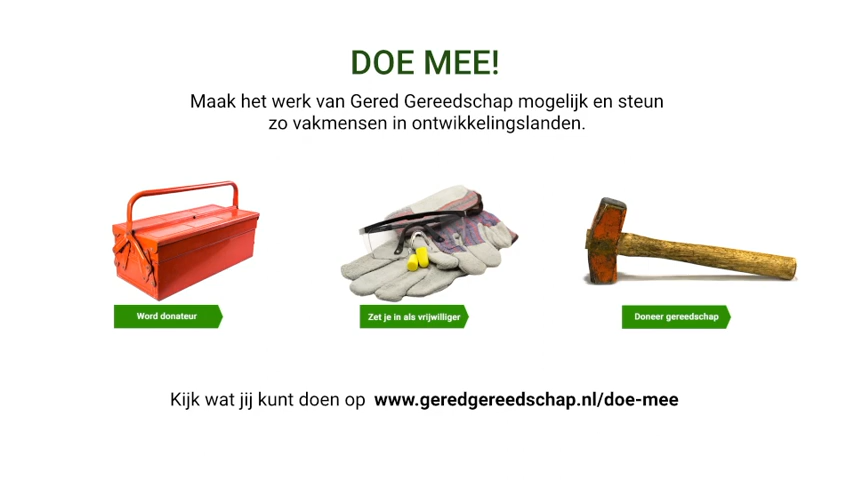 DOE MEE!
Maak het werk van Gered Gereedschap mogelijk en steun
zo vakmensen in ontwikkelingslanden.
Word donateur
Zet je in als vrijwilliger
Doneer gereedschap
Kijk wat jij kunt doen op www.geredgereedschap.nl/doe-mee